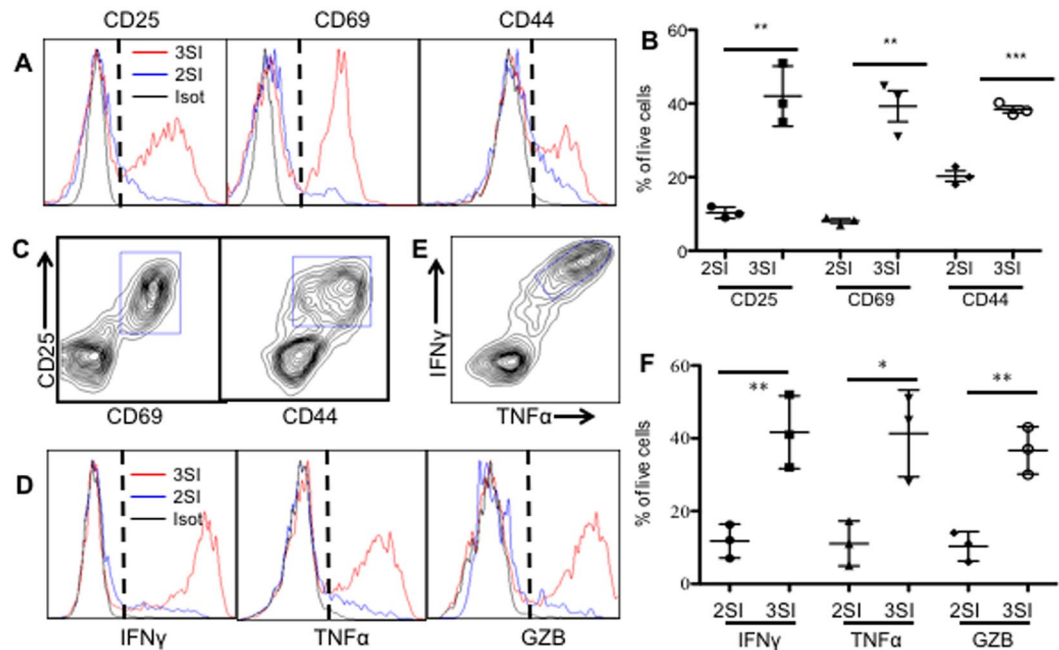 CD25 CD69 CD44
A
3SI
2SI
Isot
B
% of live cells
60
40
20
0
** ** ***
2SI 3SI 2SI 3SI 2SI 3SI
CD25 CD69 CD44
C
CD25
CD69 CD44
E
IFNγ
TNFα
D
3SI
2SI
Isot
IFNγ TNFα GZB
F
% of live cells
60
40
20
0
** * **
2SI 3SI 2SI 3SI 2SI 3SI
IFNγ TNFα GZB